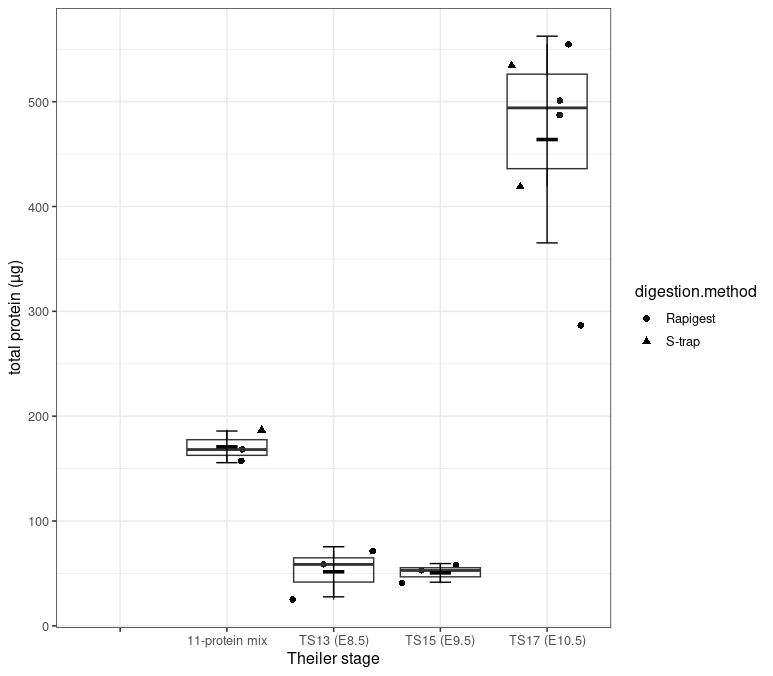 total protein (µg)
500
400
300
200
100
0
11-protein mix
TS13 (E8.5)
TS15 (E9.5)
TS17 (E10.5)
Theiler stage
digestion.method
Rapigest
S-trap